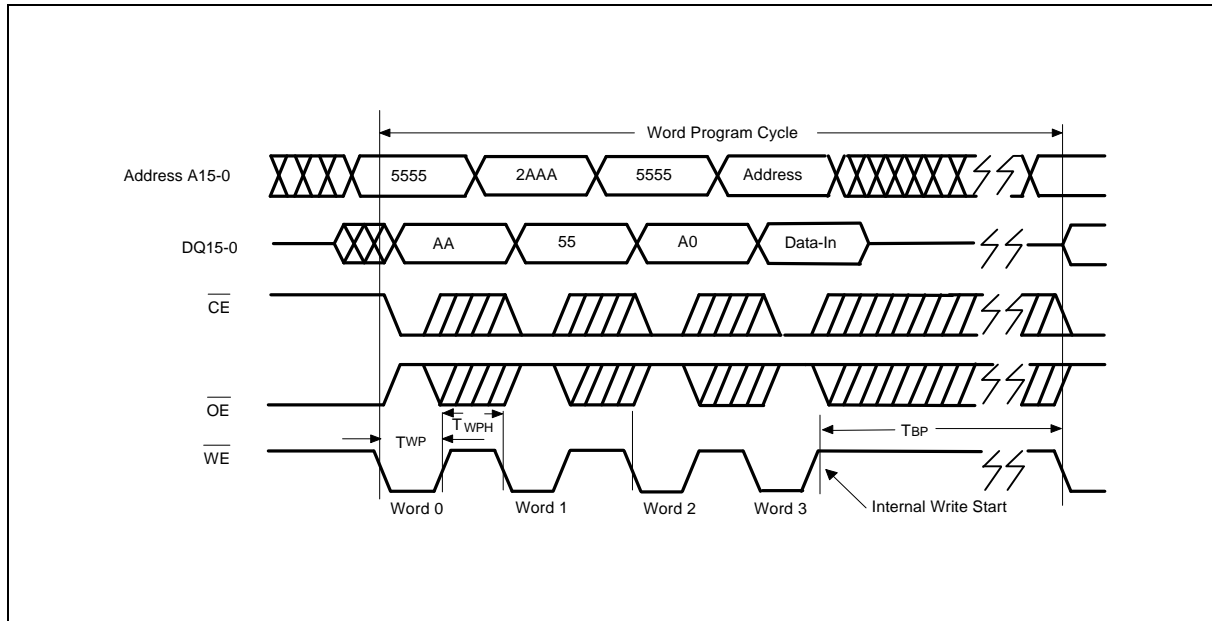 Word Program Cycle
Address A15-0
5555
2AAA
5555
Address
DQ15-0
AA
55
A0
Data-In
CE
OE
TWP
TWPH
TBP
WE
Word 0
Word 1
Word 2
Word 3
Internal Write Start